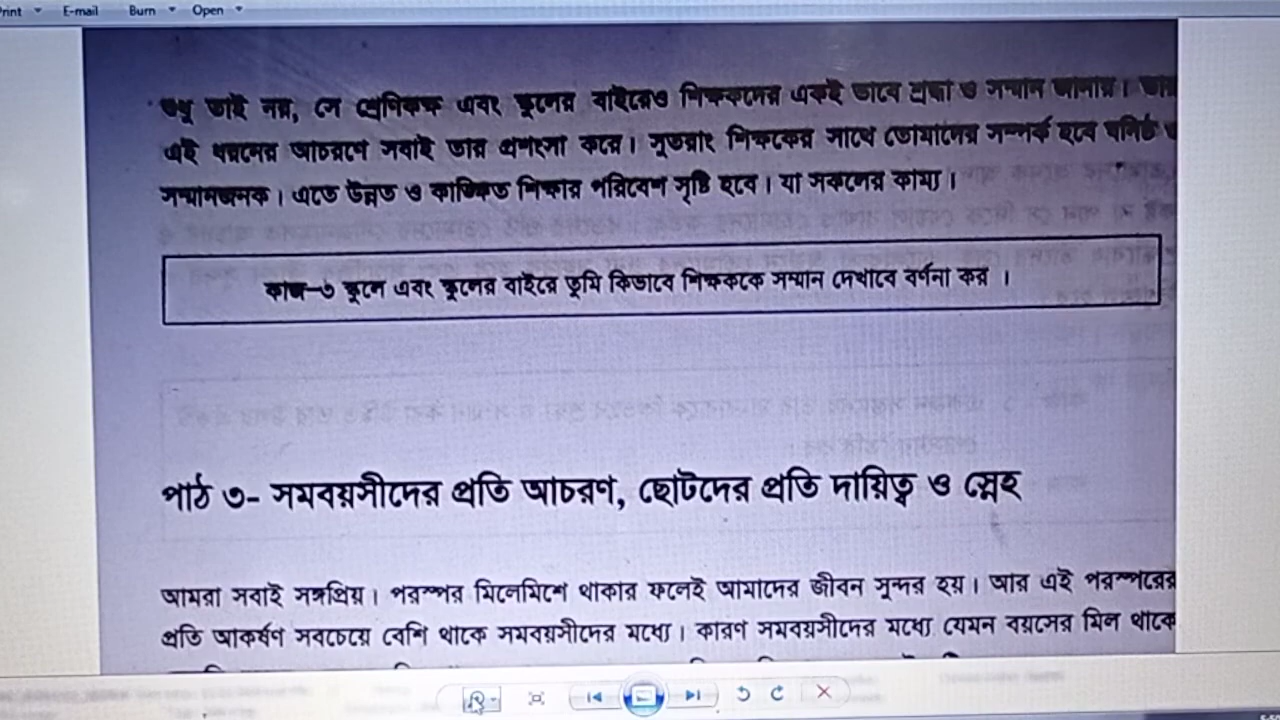 Print E-mail Burn Open
শুধু তাই নয়, সে শ্রেণিকক্ষ এবং স্কুলের বাইরেও শিক্ষকদের একই ভাবে শ্রদ্ধা ও সম্মান জানায়। তার
এই ধরনের আচরণে সবাই তার প্রশংসা করে। সুতরাং শিক্ষকের সাথে তোমাদের সম্পর্ক হবে ঘনিষ্ঠ ও
সম্মানজনক। এতে উন্নত ও কাঙ্ক্ষিত শিক্ষার পরিবেশ সৃষ্টি হবে। যা সকলের কাম্য।
কাজ–৩ স্কুলে এবং স্কুলের বাইরে তুমি কিভাবে শিক্ষককে সম্মান দেখাবে বর্ণনা কর ।
পাঠ ৩- সমবয়সীদের প্রতি আচরণ, ছোটদের প্রতি দায়িত্ব ও স্নেহ
আমরা সবাই সঙ্গপ্রিয়। পরস্পর মিলেমিশে থাকার ফলেই আমাদের জীবন সুন্দর হয়। আর এই পরস্পরের
প্রতি আকর্ষণ সবচেয়ে বেশি থাকে সমবয়সীদের মধ্যে। কারণ সমবয়সীদের মধ্যে যেমন বয়সের মিল থাকে